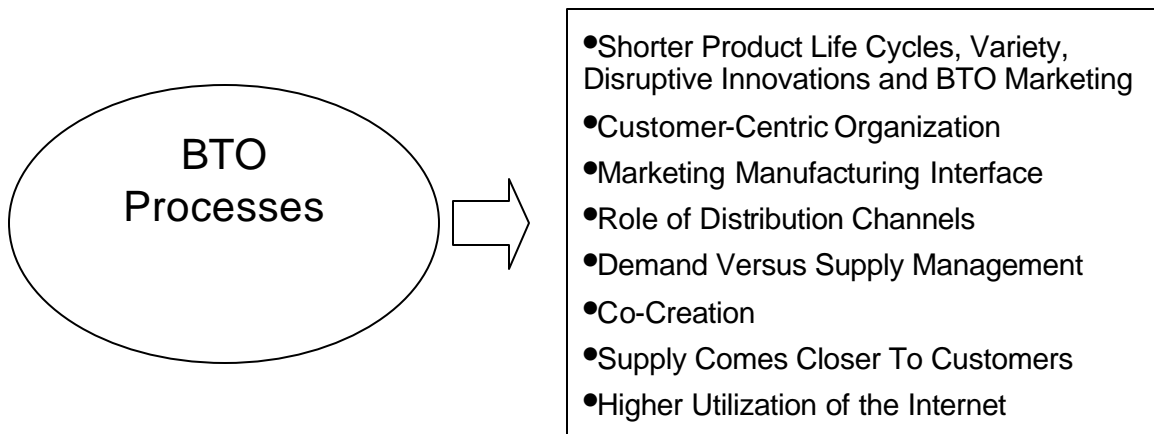 BTO
Processes
•Shorter Product Life Cycles, Variety,
Disruptive Innovations and BTO Marketing
•Customer-Centric Organization
•Marketing Manufacturing Interface
•Role of Distribution Channels
•Demand Versus Supply Management
•Co-Creation
•Supply Comes Closer To Customers
•Higher Utilization of the Internet